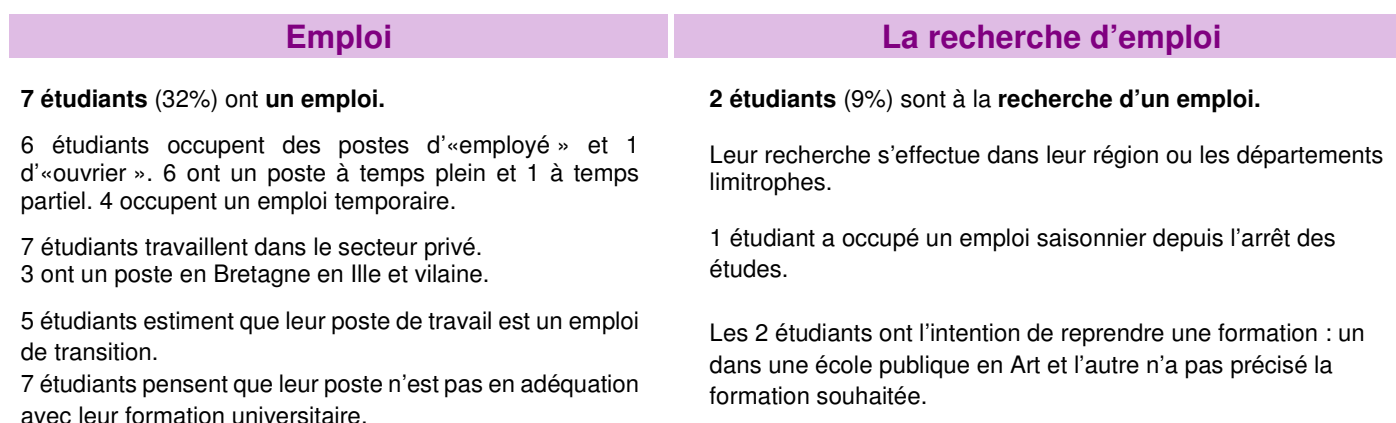 Emploi
7 étudiants (32%) ont un emploi.
6 étudiants occupent des postes d'«employé » et 1
d'«ouvrier ». 6 ont un poste à temps plein et 1 à temps
partiel. 4 occupent un emploi temporaire.
7 étudiants travaillent dans le secteur privé.
3 ont un poste en Bretagne en Ille et vilaine.
5 étudiants estiment que leur poste de travail est un emploi
de transition.
7 étudiants pensent que leur poste n'est pas en adéquation
avec leur formation universitaire.
La recherche d'emploi
2 étudiants (9%) sont à la recherche d'un emploi.
Leur recherche s'effectue dans leur région ou les départements
limitrophes.
1 étudiant a occupé un emploi saisonnier depuis l'arrêt des
études.
Les 2 étudiants ont l'intention de reprendre une formation : un
dans une école publique en Art et l'autre n'a pas précisé la
formation souhaitée.